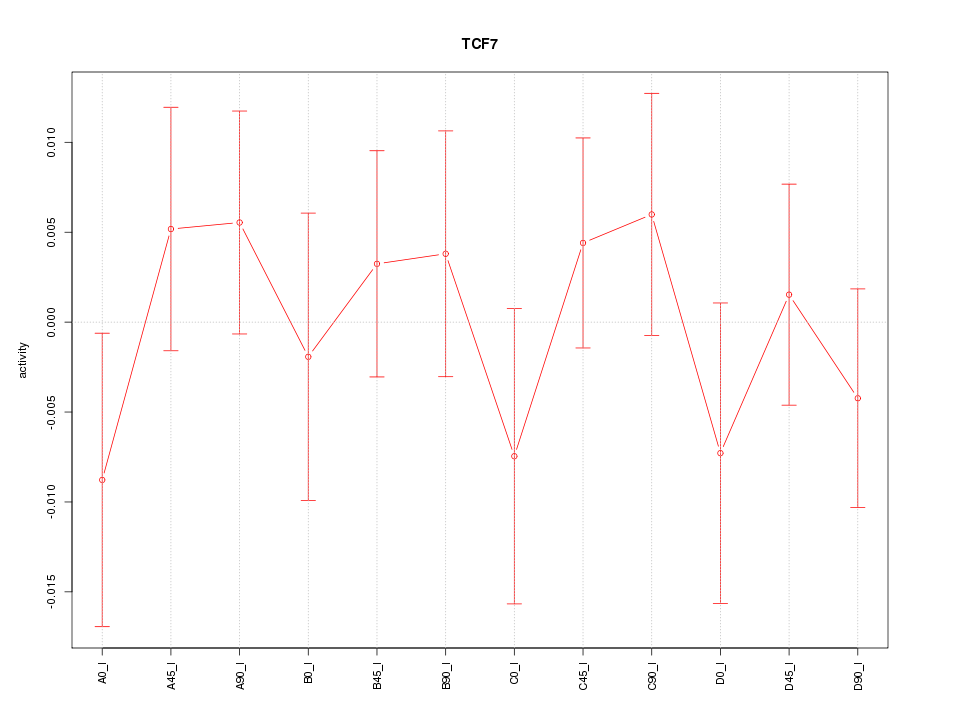 TCF7
activity
0.010
0.005
0.000
-0.005
-0.010
-0.015
A0_I
A45_I
A90_I
B0_I
B45_I
B90_I
C0_I
C45_I
C90_I
D0_I
D45_I
D90_I